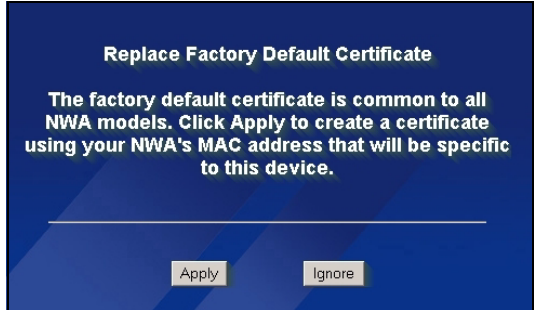 Replace Factory Default Certificate
The factory default certificate is common to all
NWA models. Click Apply to create a certificate
using your NWA's MAC address that will be specific
to this device.
Apply Ignore